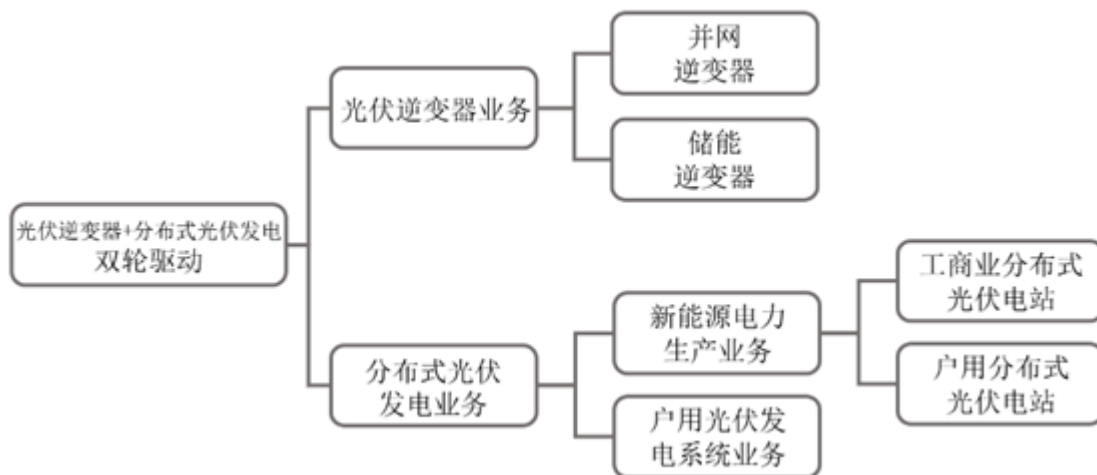 光伏逆变器+分布式光伏发电
双轮驱动
光伏逆变器业务
并网
逆变器
储能
逆变器
分布式光伏
发电业务
新能源电力
生产业务
工商业分布式
光伏电站
户用分布式
光伏电站
户用光伏发
电系统业务